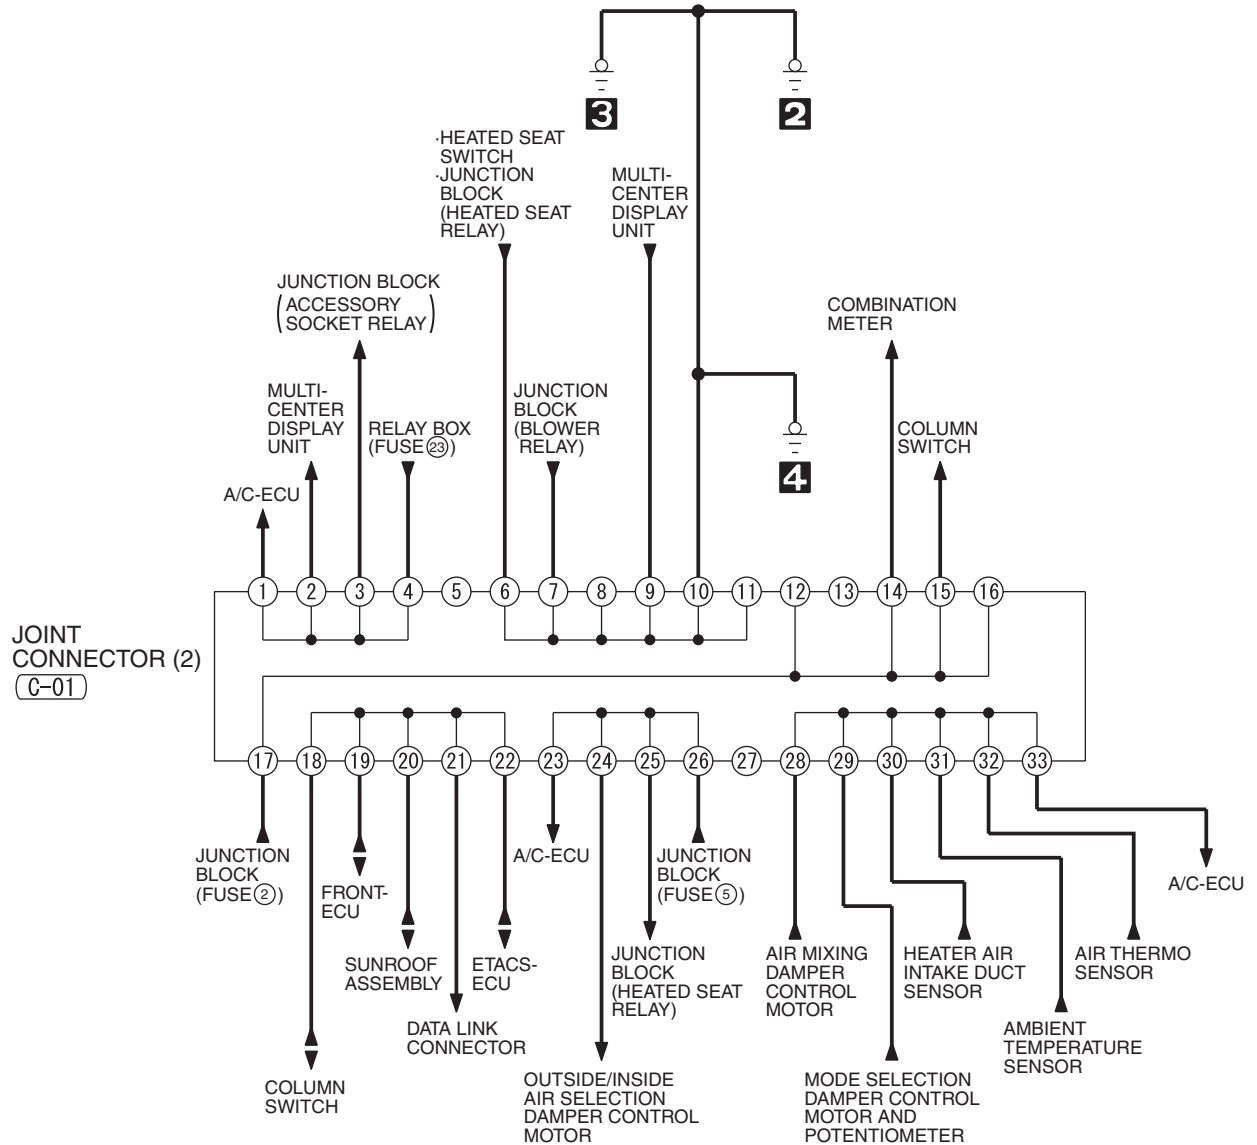 3
2
·HEATED SEAT
SWITCH
·JUNCTION
BLOCK
(HEATED SEAT
RELAY)
MULTI-
CENTER
DISPLAY
UNIT
JUNCTION BLOCK
(ACCESSORY
SOCKET RELAY)
COMBINATION
METER
MULTI-
CENTER
DISPLAY
UNIT
RELAY BOX
(FUSE㉓)
JUNCTION
BLOCK
(BLOWER
RELAY)
4
COLUMN
SWITCH
A/C-ECU
1 2 3 4 5 6 7 8 9 10 11 12 13 14 15 16
JOINT
CONNECTOR (2)
C-01
17 18 19 20 21 22 23 24 25 26 27 28 29 30 31 32 33
JUNCTION
BLOCK
(FUSE②)
FRONT-
ECU
A/C-ECU
JUNCTION
BLOCK
(FUSE⑤)
A/C-ECU
SUNROOF
ASSEMBLY
ETACS-
ECU
JUNCTION
BLOCK
(HEATED SEAT
RELAY)
AIR MIXING
DAMPER
CONTROL
MOTOR
HEATER AIR
INTAKE DUCT
SENSOR
AIR THERMO
SENSOR
DATA LINK
CONNECTOR
AMBIENT
TEMPERATURE
SENSOR
COLUMN
SWITCH
OUTSIDE/INSIDE
AIR SELECTION
DAMPER CONTROL
MOTOR
MODE SELECTION
DAMPER CONTROL
MOTOR AND
POTENTIOMETER